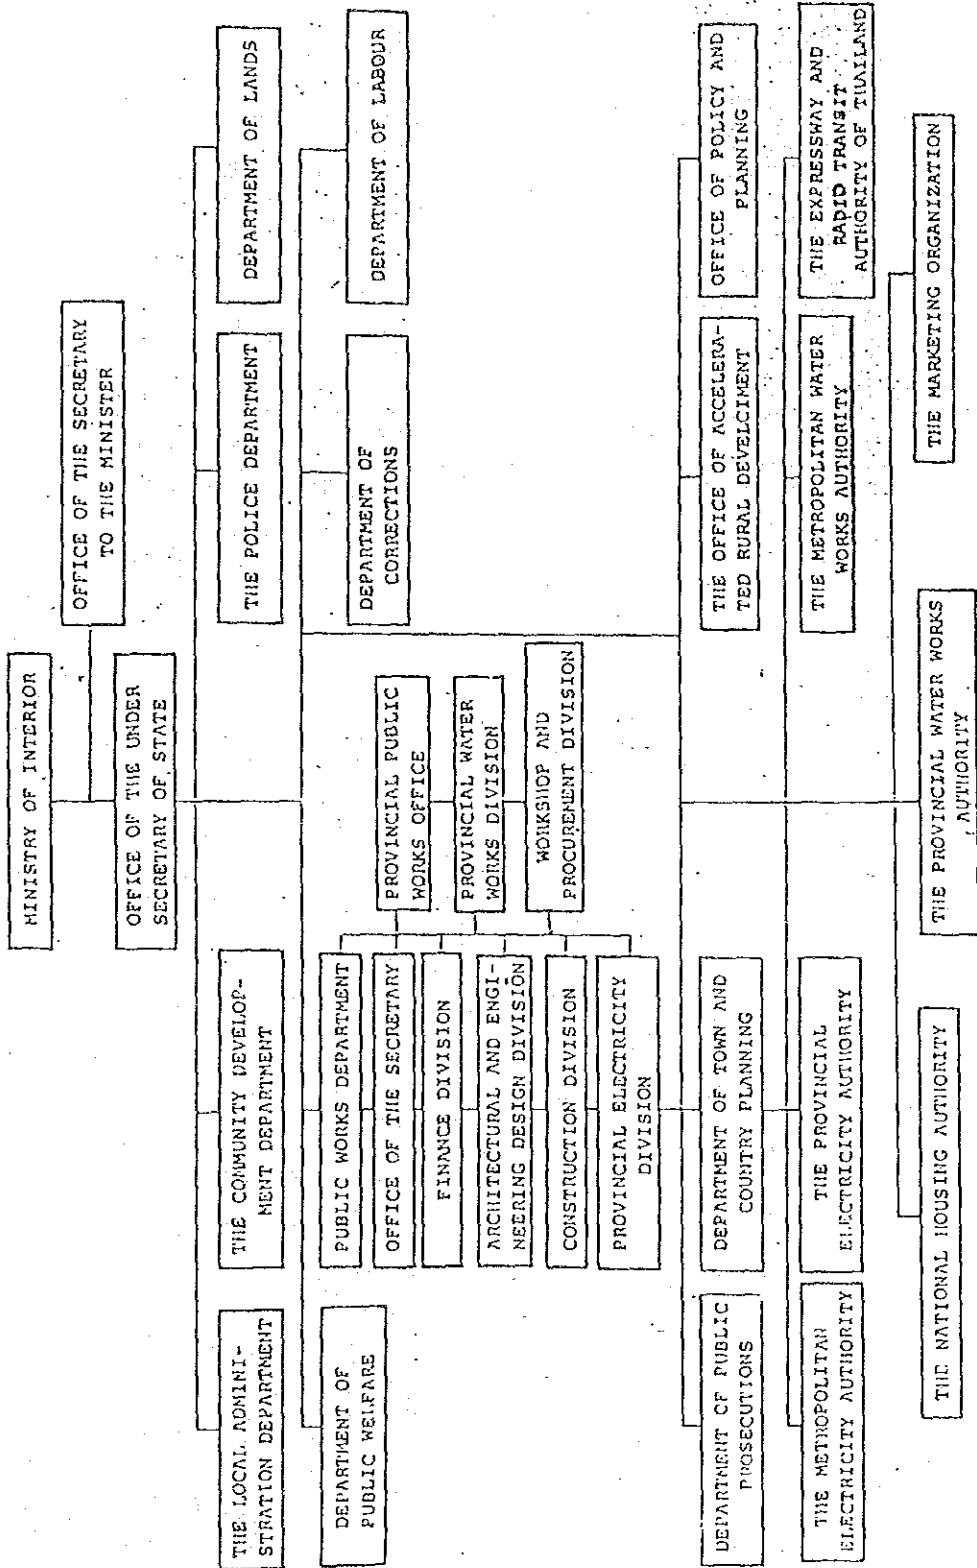 MINISTRY OF INTERIOR
OFFICE OF THE SECRETARY
TO THE MINISTER
OFFICE OF THE UNDER
SECRETARY OF STATE
THE LOCAL ADMINI-
STRATION DEPARTMENT
THE COMMUNITY DEVELOP-
MENT DEPARTMENT
THE POLICE DEPARTMENT
DEPARTMENT OF LANDS
DEPARTMENT OF
PUBLIC WELFARE
PUBLIC WORKS DEPARTMENT
DEPARTMENT OF
CORRECTIONS
DEPARTMENT OF LABOUR
OFFICE OF THE SECRETARY
FINANCE DIVISION
ARCHITECTURAL AND ENGI-
NEERING DESIGN DIVISION
CONSTRUCTION DIVISION
PROVINCIAL ELECTRICITY
DIVISION
PROVINCIAL PUBLIC
WORKS OFFICE
PROVINCIAL WATER
WORKS DIVISION
WORKSHOP AND
PROCUREMENT DIVISION
DEPARTMENT OF PUBLIC
PROSECUTIONS
DEPARTMENT OF TOWN AND
COUNTRY PLANNING
THE OFFICE OF ACCELERA-
TED RURAL DEVELCIMENT
OFFICE OF POLICY AND
PLANNING
THE METROPOLITAN
ELECTRICITY AUTHORITY
THE PROVINCIAL
ELECTRICITY AUTHORITY
THE METROPOLITAN WATER
WORKS AUTHORITY
THE EXPRESSWAY AND
RADID TRANSIT
AUTHORITY OF THAILAND
THE NATIONAL HOUSING AUTHORITY
THE PROVINCIAL WATER WORKS
AUTHORITY
THE MARKETING ORGANIZATION